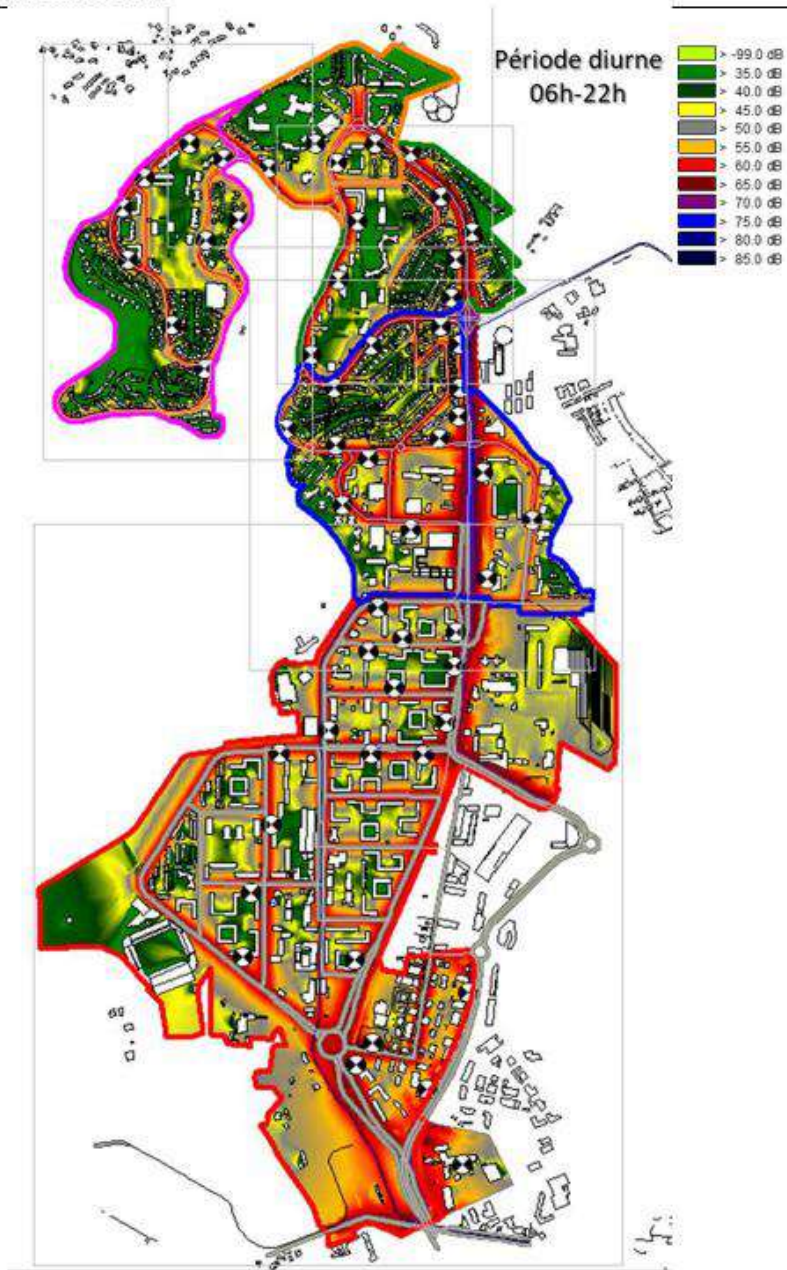 Période diurne
06h-22h
> -99.0 dB
> 35.0 dB
> 40.0 dB
> 45.0 dB
> 50.0 dB
> 55.0 dB
> 60.0 dB
> 65.0 dB
> 70.0 dB
> 75.0 dB
> 80.0 dB
> 85.0 dB